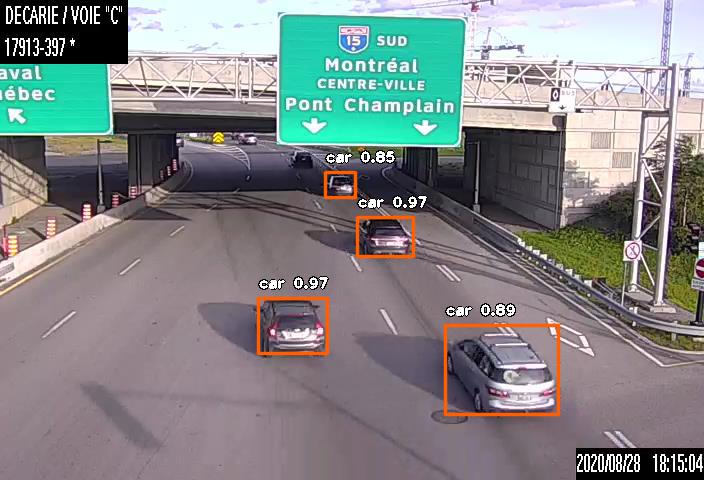 DECARIE / VOIE "C"
17913-397 *
aval
ébec
15 SUD
Montréal
CENTRE-VILLE
Pont Champlain
BUS
car 0.85
car 0.97
car 0.97
car 0.89
2020/08/28 18:15:04